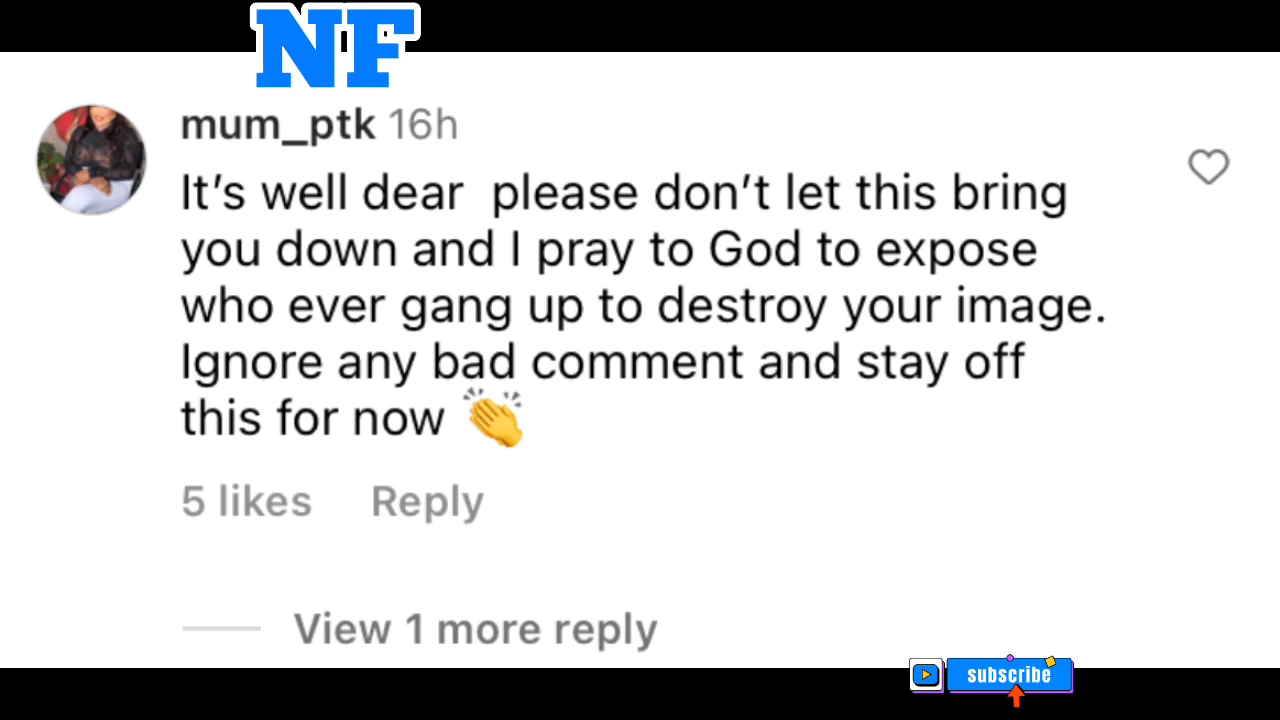 NF
mum_ptk 16h
It's well dear  please don't let this bring
you down and I pray to God to expose
who ever gang up to destroy your image.
Ignore any bad comment and stay off
this for now 👏
5 likes Reply
View 1 more reply
subscribe